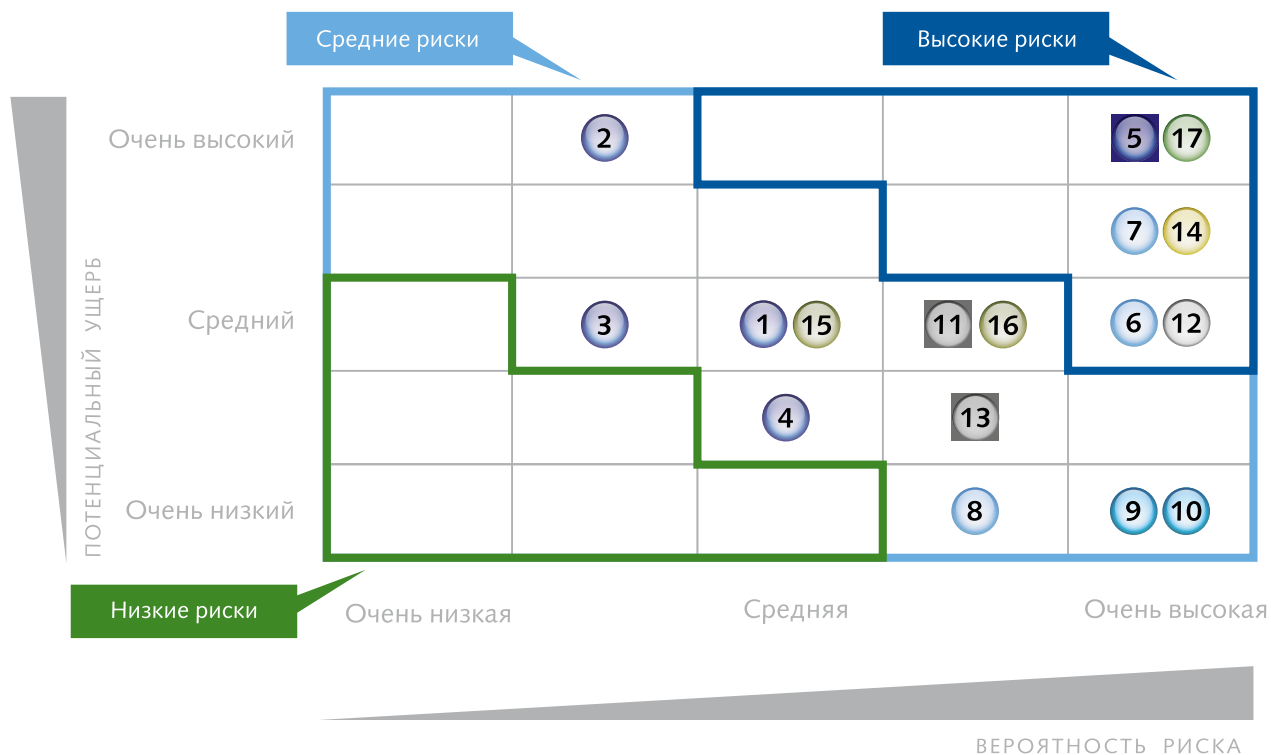 Средние риски
Высокие риски
Очень высокий
2
5 17
7 14
Средний
3
1 15
11 16
6 12
4
13
Очень низкий
8
9 10
ПОТЕНЦИАЛЬНЫЙ УЩЕРБЬ
Низкие риски
Очень низкая
Средняя
Очень высокая
ВЕРОЯТНОСТЬ РИСКА